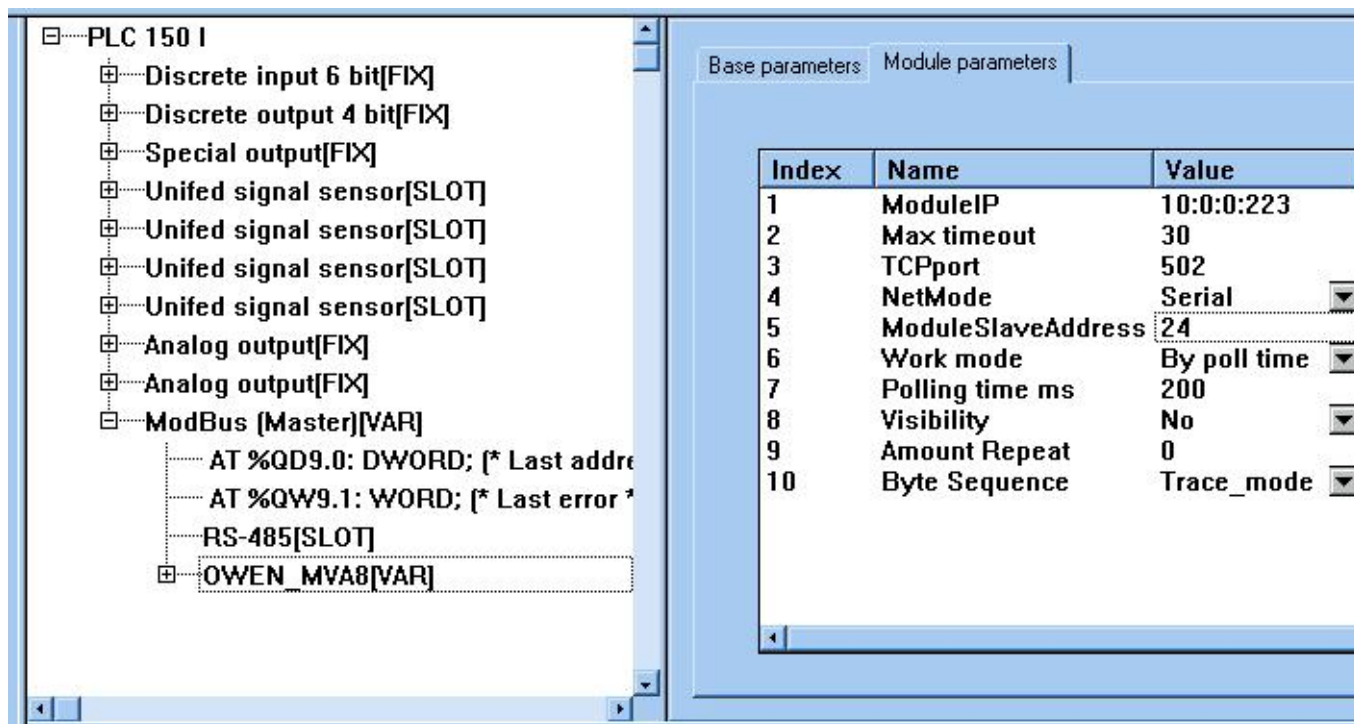 PLC 150 I
Discrete input 6 bit[FIX]
Discrete output 4 bit[FIX]
Special output[FIX]
Unifed signal sensor[SLOT]
Unifed signal sensor[SLOT]
Unifed signal sensor[SLOT]
Unifed signal sensor[SLOT]
Analog output[FIX]
Analog output[FIX]
ModBus (Master)[VAR]
AT %QD9.0: DWORD; (* Last addre
AT %QW9.1: WORD; (* Last error *
RS-485[SLOT]
OWEN_MVA8[VAR]
Base parameters Module parameters
Index Name Value
1 ModuleIP 10:0:0:223
2 Max timeout 30
3 TCPport 502
4 NetMode Serial
5 ModuleSlaveAddress 24
6 Work mode By poll time
7 Polling time ms 200
8 Visibility No
9 Amount Repeat 0
10 Byte Sequence Trace_mode